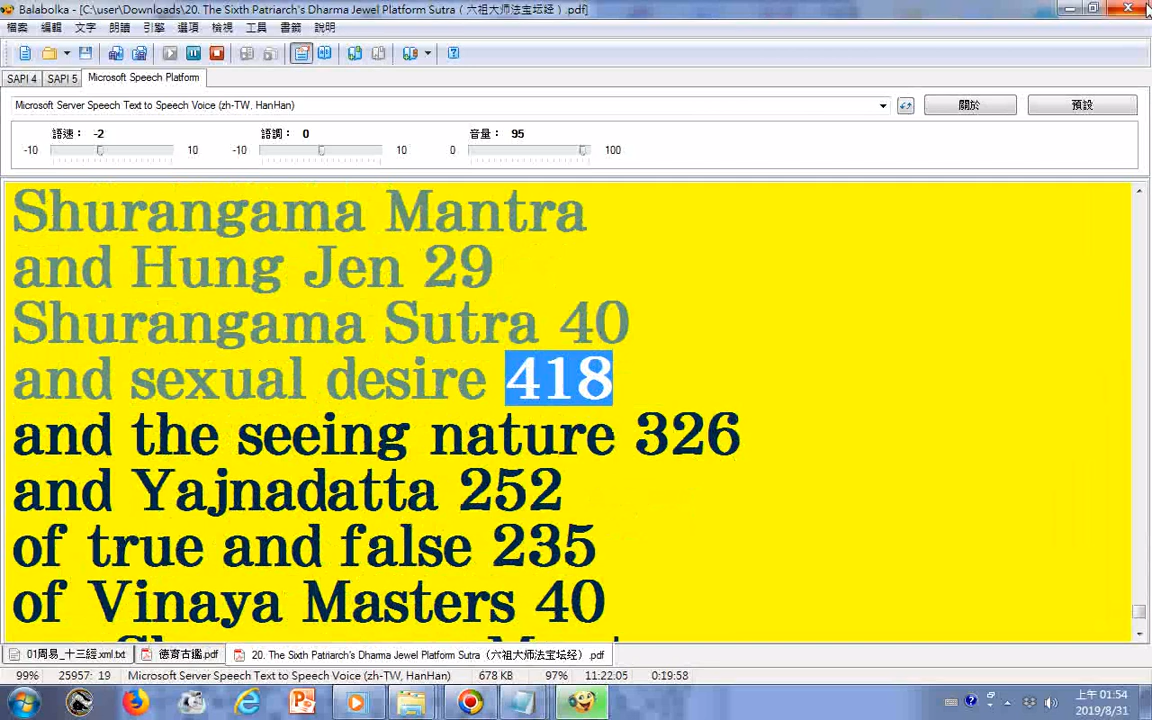 Balabolka - [C:\user\Downloads\20. The Sixth Patriarch's Dharma Jewel Platform Sutra（六祖大师法宝坛经）.pdf]
檔案 編輯 文字 朗讀 引擎 選項 檢視 工具 書籤 說明
SAPI 4 SAPI 5 Microsoft Speech Platform
Microsoft Server Speech Text to Speech Voice (zh-TW, HanHan) 關於 預設
語速： -2 語調： 0 音量： 95
-10 10 -10 10 0 100
Shurangama Mantra
and Hung Jen 29
Shurangama Sutra 40
and sexual desire 418
and the seeing nature 326
and Yajnadatta 252
of true and false 235
of Vinaya Masters 40
01周易_十三經.xml.txt 德育古鑑.pdf 20. The Sixth Patriarch's Dharma Jewel Platform Sutra（六祖大师法宝坛经）.pdf
99% 25957: 19 Microsoft Server Speech Text to Speech Voice (zh-TW, HanHan) 678 KB 97% 11:22:05 0:19:58
上午 01:54
2019/8/31